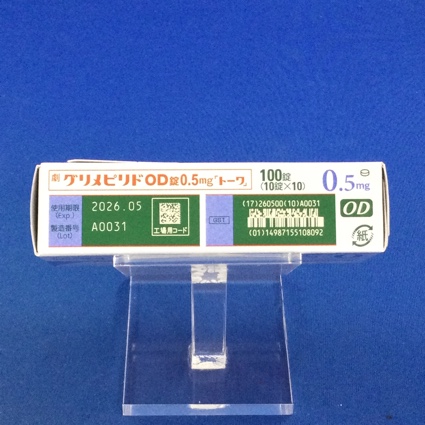 劇 グリメピリドOD錠0.5mg「トーワ」
100錠
(10錠×10)
0.5mg
使用期限
(Exp.)
2026.05
製造番号
(Lot)
A0031
工場用コード
(17)260500(10)A0031
(01)14987155108092
OD
紙